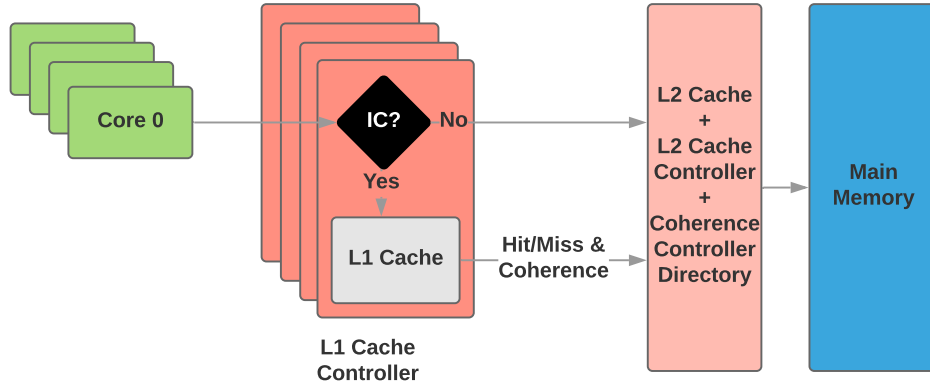 Core 0
IC?
No
Yes
L1 Cache
Hit/Miss &
Coherence
L1 Cache
Controller
L2 Cache
+
L2 Cache
Controller
+
Coherence
Controller
Directory
Main
Memory